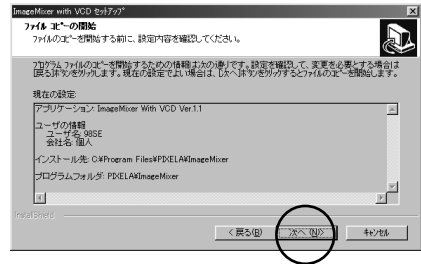 ImageMixer with VCD ｾｯﾄｱｯﾌﾟ
ﾌｧｲﾙ ｺﾋﾟｰの開始
ﾌｧｲﾙのｺﾋﾟｰを開始する前に、設定内容を確認してください。
ﾌﾟﾛｸﾞﾗﾑ ﾌｧｲﾙのｺﾋﾟｰを開始するための情報は次の通りです。設定を確認して、変更を必要とする場合は
[戻る]ﾎﾞﾀﾝをｸﾘｯｸします。現在の設定でよい場合は、[次へ]ﾎﾞﾀﾝをｸﾘｯｸするとﾌｧｲﾙのｺﾋﾟｰを開始します。
現在の設定:
アプリケーション: ImageMixer With VCD Ver.1.1
ユーザの情報
ユーザ名: 98SE
会社名: 個人
インストール先: C:¥Program Files¥PIXELA¥ImageMixer
プログラムフォルダ: PIXELA¥ImageMixer
InstallShield
< 戻る(B)
次へ (N)>
ｷｬﾝｾﾙ